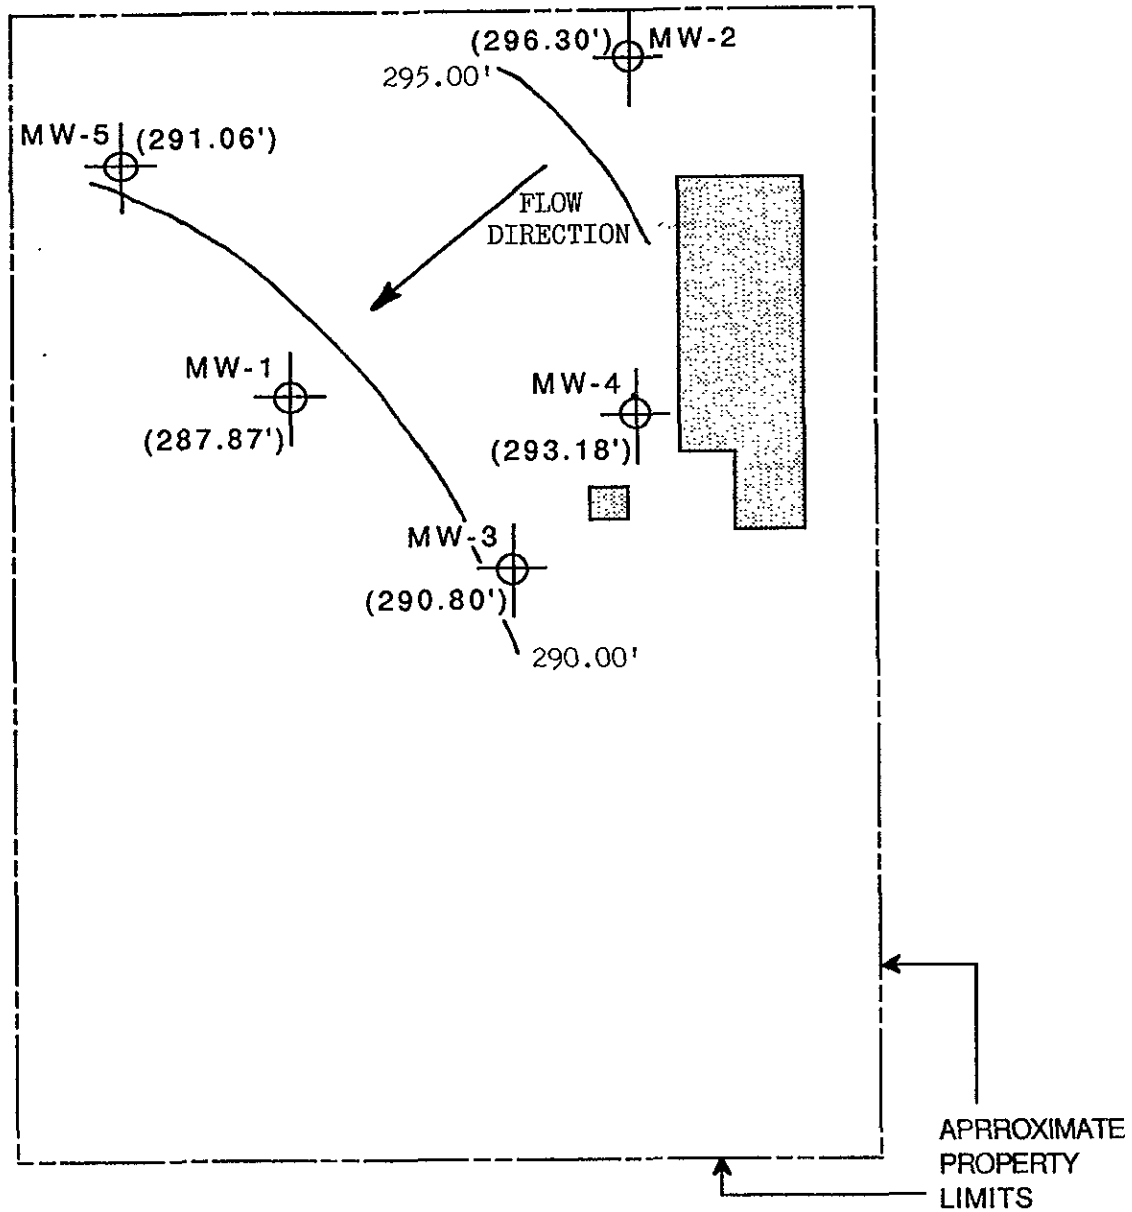 (296.30') MW-2
295.00'
MW-5 (291.06')
FLOW
DIRECTION
MW-1
(287.87')
MW-4
(293.18')
MW-3
(290.80')
290.00'
APRROXIMATE
PROPERTY
LIMITS